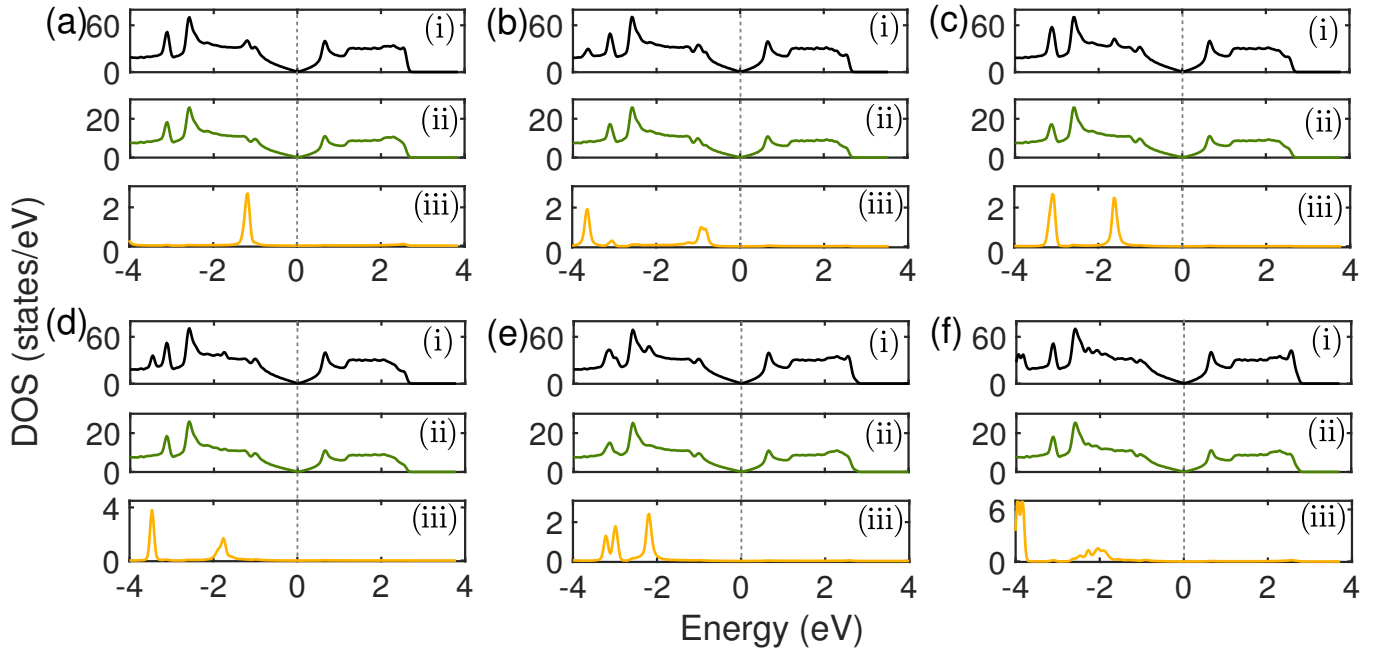 (a) 60 (i) (b) 60 (i) (c) 60 (i)
0 0 0
20 (ii) 20 (ii) 20 (ii)
0 0 0
2 (iii) 2 (iii) 2 (iii)
-4 -2 0 2 4 -4 -2 0 2 4 -4 -2 0 2 4
DOS (states/eV)
(d) 60 (i) (e) 60 (i) (f) 60 (i)
0 0 0
20 (ii) 20 (ii) 20 (ii)
0 0 0
4 (iii) 2 (iii) 6 (iii)
0 0 0
-4 -2 0 2 4 -4 -2 0 2 4 -4 -2 0 2 4
Energy (eV)